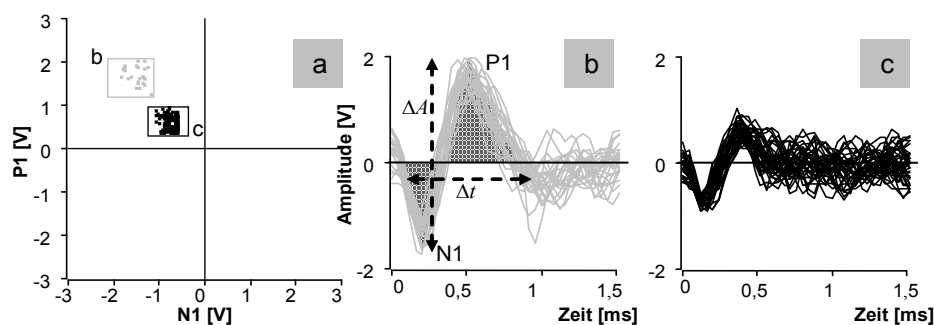 a
P1 [V]
3
2
1
0
-1
-2
-3
b
c
-3 -2 -1 0 1 2 3
N1 [V]
b
Amplitude [V]
2
0
-2
P1
ΔA
Δt
N1
0 0,5 1 1,5
Zeit [ms]
c
2
0
-2
0 0,5 1 1,5
Zeit [ms]